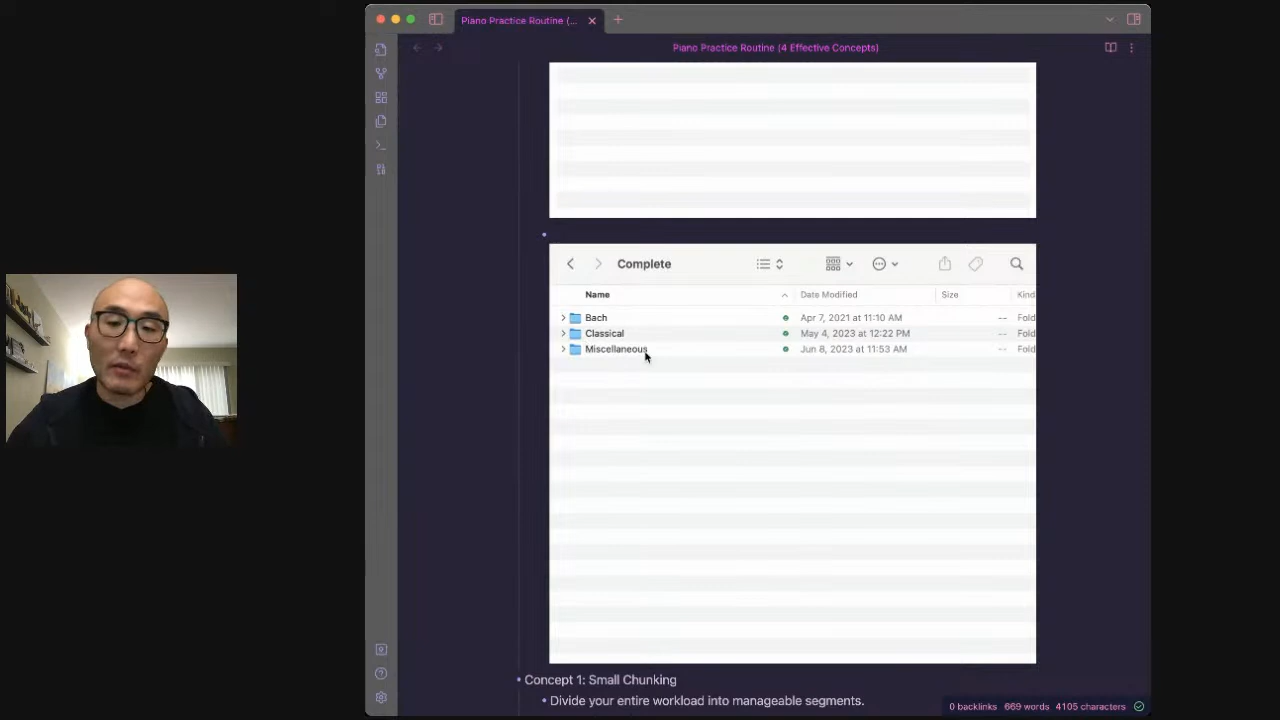 Piano Practice Routine (...
Piano Practice Routine (4 Effective Concepts)
Complete
Name Date Modified Size Kind
Bach Apr 7, 2021 at 11:10 AM -- Fold
Classical May 4, 2023 at 12:22 PM -- Fold
Miscellaneous Jun 8, 2023 at 11:53 AM -- Fold
• Concept 1: Small Chunking
• Divide your entire workload into manageable segments.
0 backlinks 669 words 4105 characters